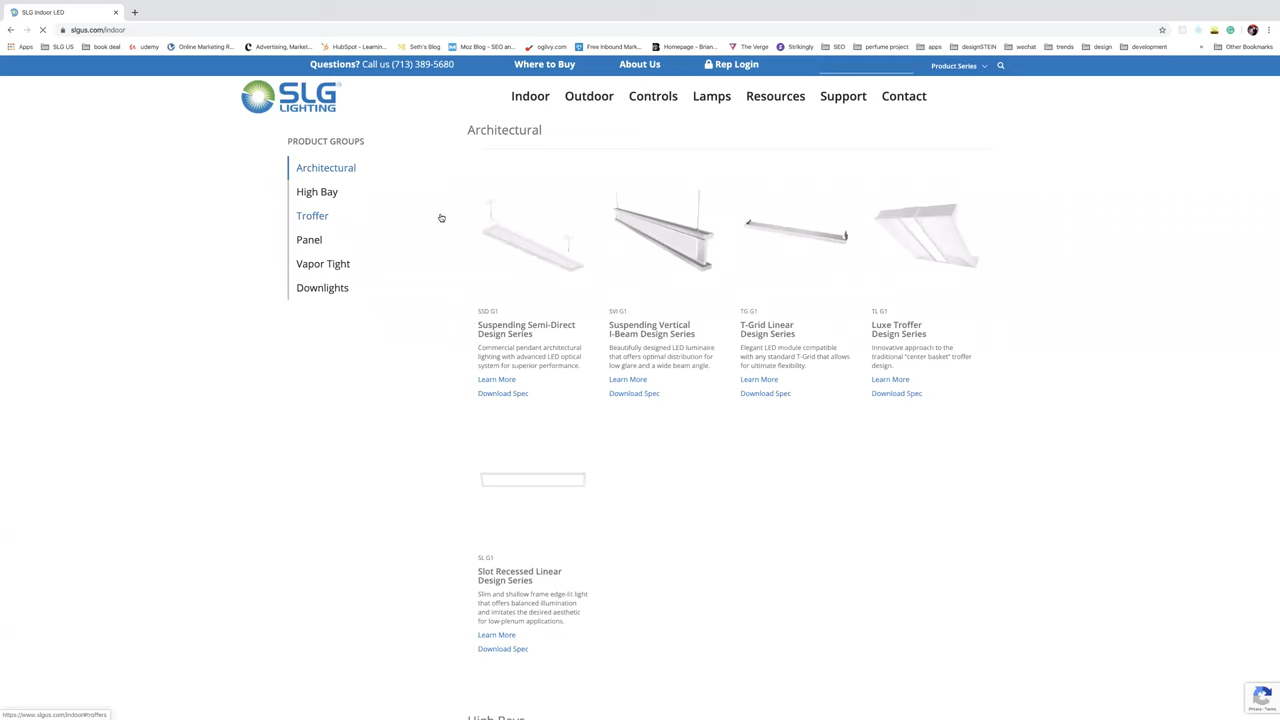 SLG Indoor LED
slgus.com/indoor
Apps SLG US book deal udemy Online Marketing R... Advertising, Market... HubSpot - Learnin... Seth's Blog Moz Blog - SEO an... ogilvy.com Free Inbound Mark... Homepage - Brian... The Verge Strikingly SEO perfume project apps designSTEIN wechat trends design development » Other Bookmarks
Questions? Call us (713) 389-5680 Where to Buy About Us Rep Login Product Series
SLG LIGHTING
Indoor Outdoor Controls Lamps Resources Support Contact
PRODUCT GROUPS
Architectural
High Bay
Troffer
Panel
Vapor Tight
Downlights
Architectural
SSD G1
Suspending Semi-Direct
Design Series
Commercial pendant architectural
lighting with advanced LED optical
system for superior performance.
Learn More
Download Spec
SVI G1
Suspending Vertical
I-Beam Design Series
Beautifully designed LED luminaire
that offers optimal distribution for
low glare and a wide beam angle.
Learn More
Download Spec
TG G1
T-Grid Linear
Design Series
Elegant LED module compatible
with any standard T-Grid that allows
for ultimate flexibility.
Learn More
Download Spec
TL G1
Luxe Troffer
Design Series
Innovative approach to the
traditional "center basket" troffer
design.
Learn More
Download Spec
SL G1
Slot Recessed Linear
Design Series
Slim and shallow frame edge-lit light
that offers balanced illumination
and imitates the desired aesthetic
for low-plenum applications.
Learn More
Download Spec
High Bays
https://www.slgus.com/indoor#troffers
Privacy - Terms